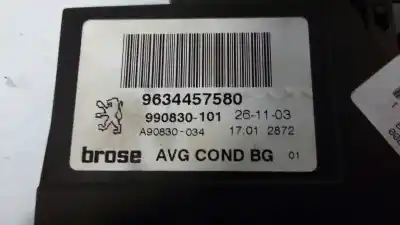 9634457580
990830-101 26-11-03
A90830-034 17.01 2872
brose AVG COND BG 01